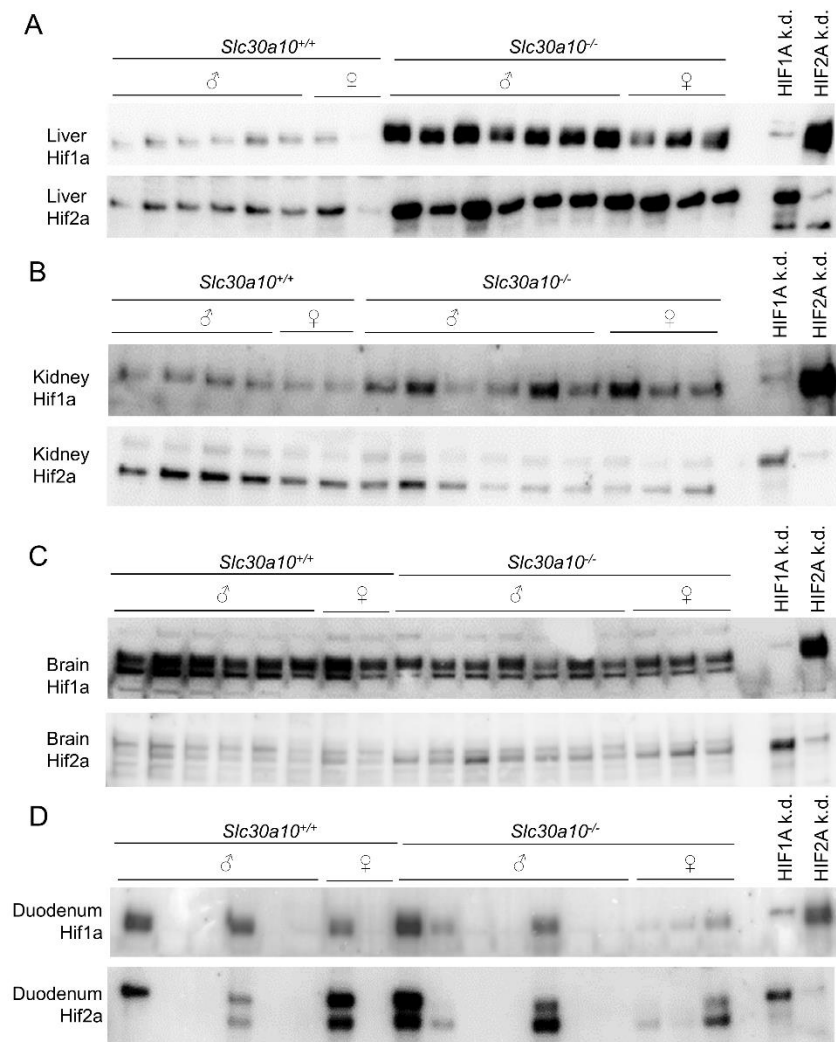 A
Slc30a10+/+ Slc30a10-/- HIF1A k.d. HIF2A k.d.
♂ ♀ ♂ ♀
Liver
Hif1a
Liver
Hif2a
B
Slc30a10+/+ Slc30a10-/- HIF1A k.d. HIF2A k.d.
♂ ♀ ♂ ♀
Kidney
Hif1a
Kidney
Hif2a
C
Slc30a10+/+ Slc30a10-/- HIF1A k.d. HIF2A k.d.
♂ ♀ ♂ ♀
Brain
Hif1a
Brain
Hif2a
D
Slc30a10+/+ Slc30a10-/- HIF1A k.d. HIF2A k.d.
♂ ♀ ♂ ♀
Duodenum
Hif1a
Duodenum
Hif2a